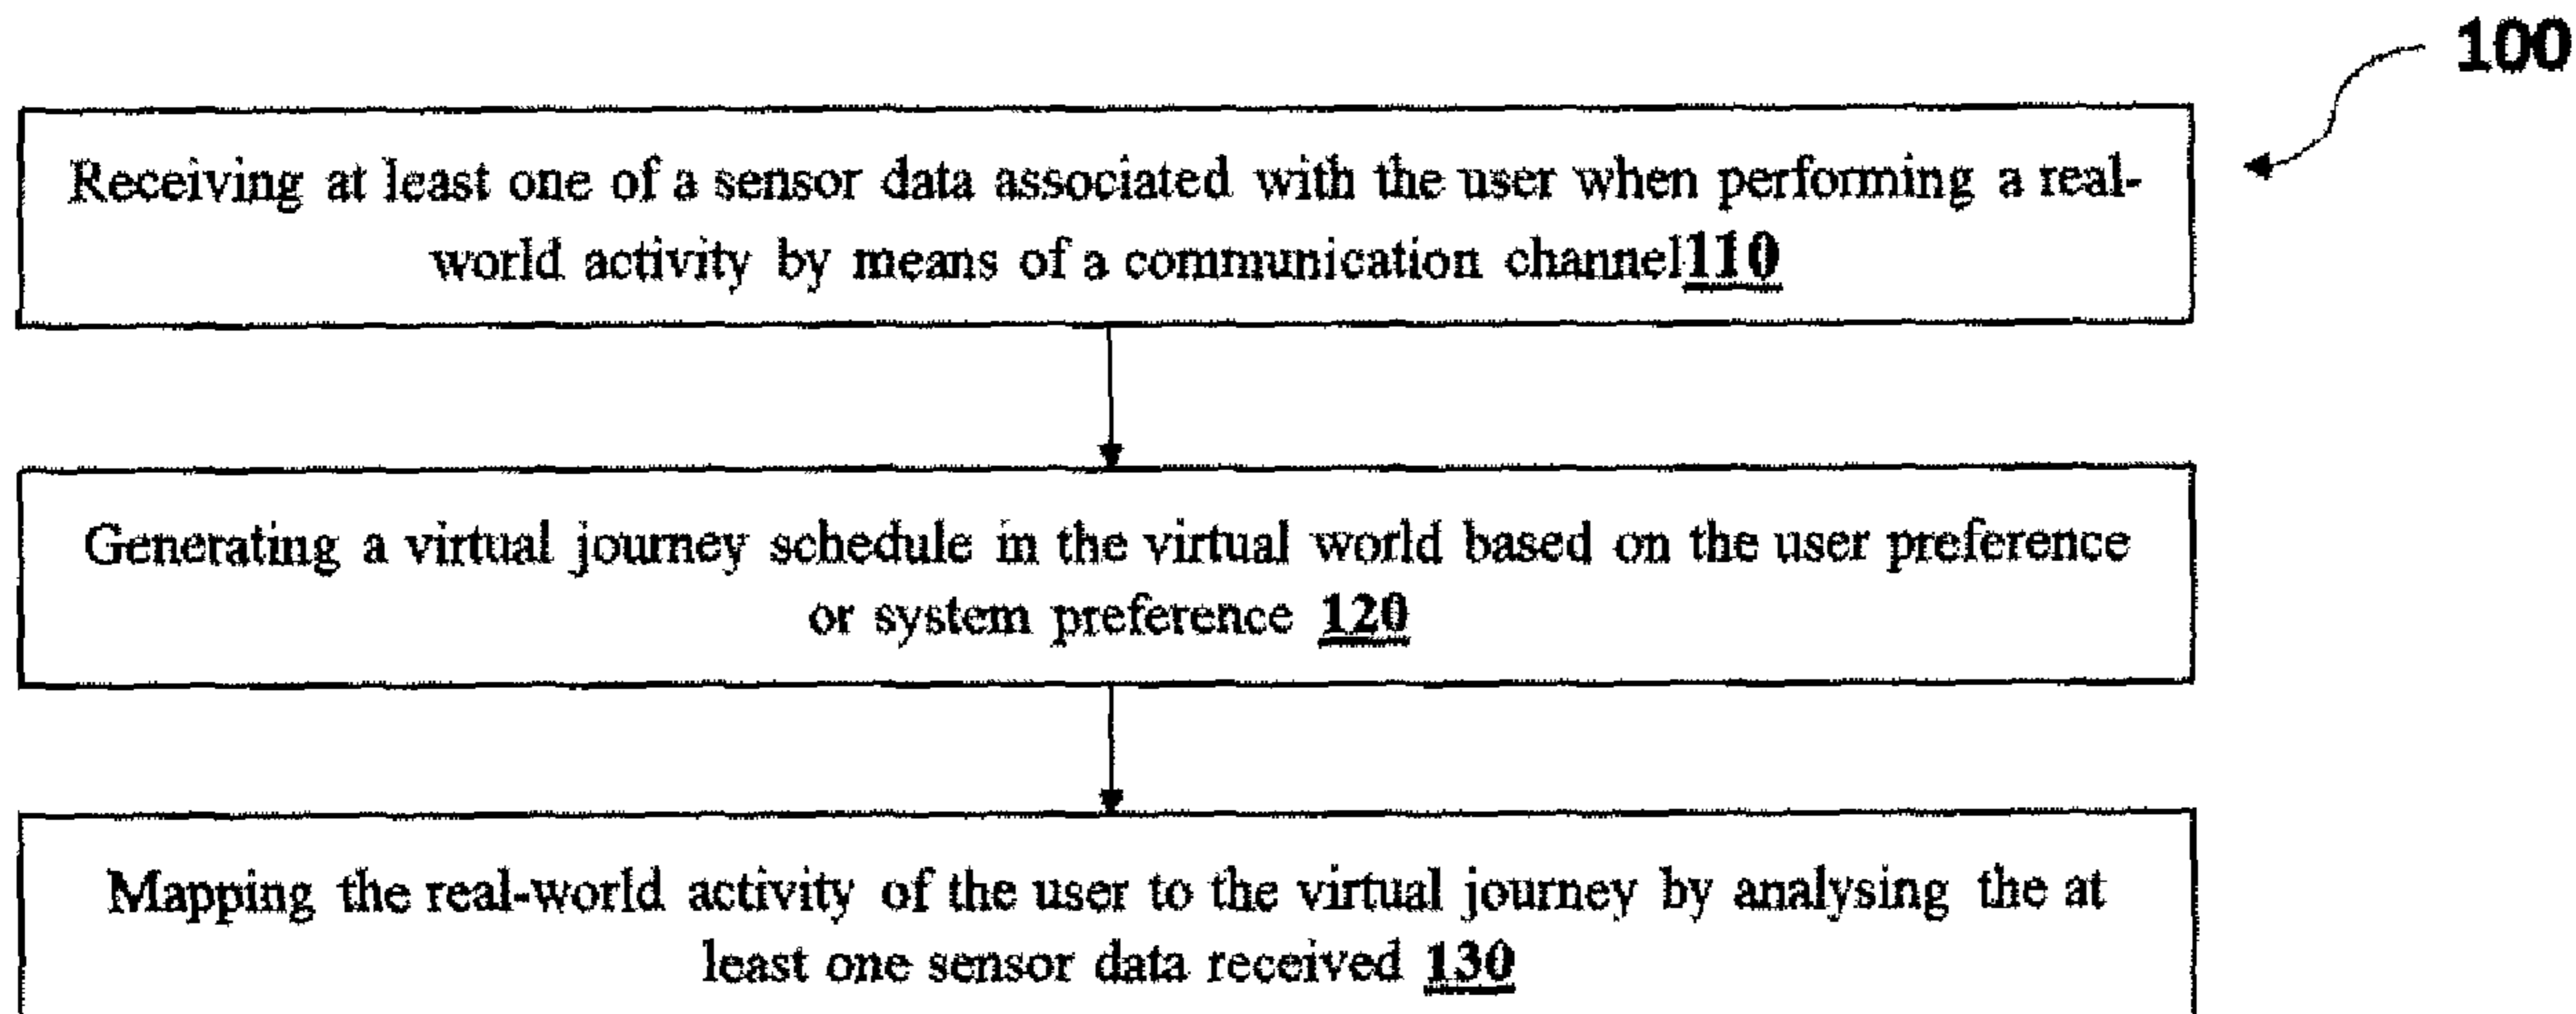 100
Receiving at least one of a sensor data associated with the user when performing a real-
world activity by means of a communication channel110
Generating a virtual journey schedule in the virtual world based on the user preference
or system preference 120
Mapping the real-world activity of the user to the virtual journey by analysing the at
least one sensor data received 130